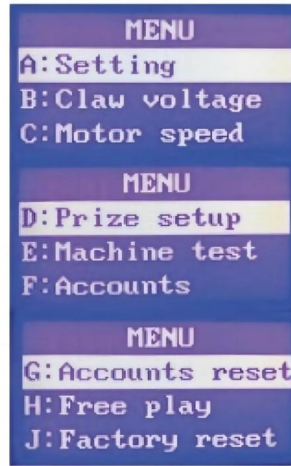 MENU
A:Setting
B:Claw voltage
C:Motor speed
MENU
D:Prize setup
E:Machine test
F:Accounts
MENU
G:Accounts reset
H:Free play
J:Factory reset